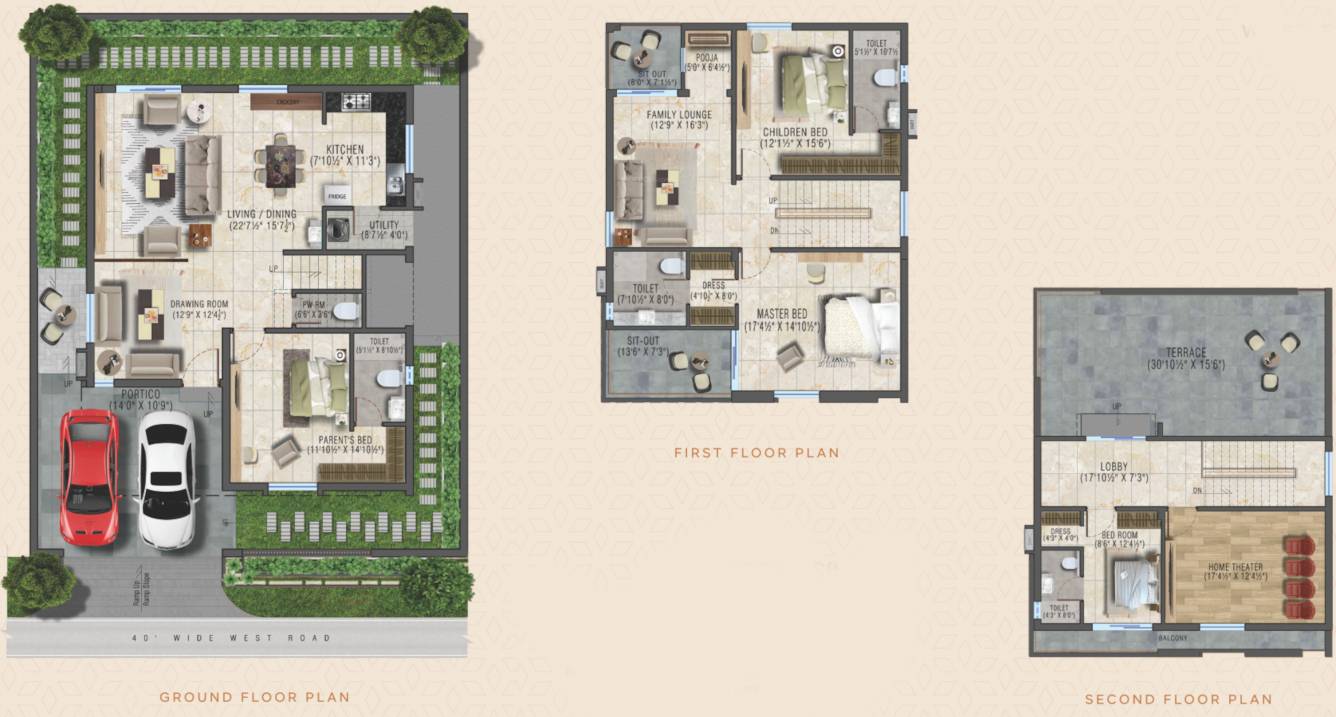 CROCERY
KITCHEN
(7'10½" X 11'3")
FRIDGE
LIVING / DINING
(22'7½" 15'7½")
UTILITY
(8'7½" 4'0")
UP
DRAWING ROOM
(12'9" X 12'4½")
PW RM
(6'6" X 3'6")
TOILET
(5'1½" X 8'10½")
UP
PORTICO
(14'0" X 10'9")
UP
PARENT'S BED
(11'10½" X 14'10½")
Ramp Up
Ramp Slope
40' WIDE WEST ROAD
GROUND FLOOR PLAN
SIT OUT
(8'0" X 7'1½")
POOJA
(5'0" X 6'4½")
TOILET
5'1½" X 10'7½
FAMILY LOUNGE
(12'9" X 16'3")
CHILDREN BED
(12'1½" X 15'6")
UP
DN
TOILET
(7'10½" X 8'0")
DRESS
(4'10½" X 8'0")
MASTER BED
(17'4½" X 14'10½")
SIT-OUT
(13'6" X 7'3")
FIRST FLOOR PLAN
TERRACE
(30'10½" X 15'6")
UP
LOBBY
(17'10½" X 7'3")
DN
DRESS
(4'3" X 4'0")
BED ROOM
(8'6" X 12'4½")
HOME THEATER
(17'4½" X 12'4½")
TOILET
(4'3" X 8'0")
BALCONY
SECOND FLOOR PLAN